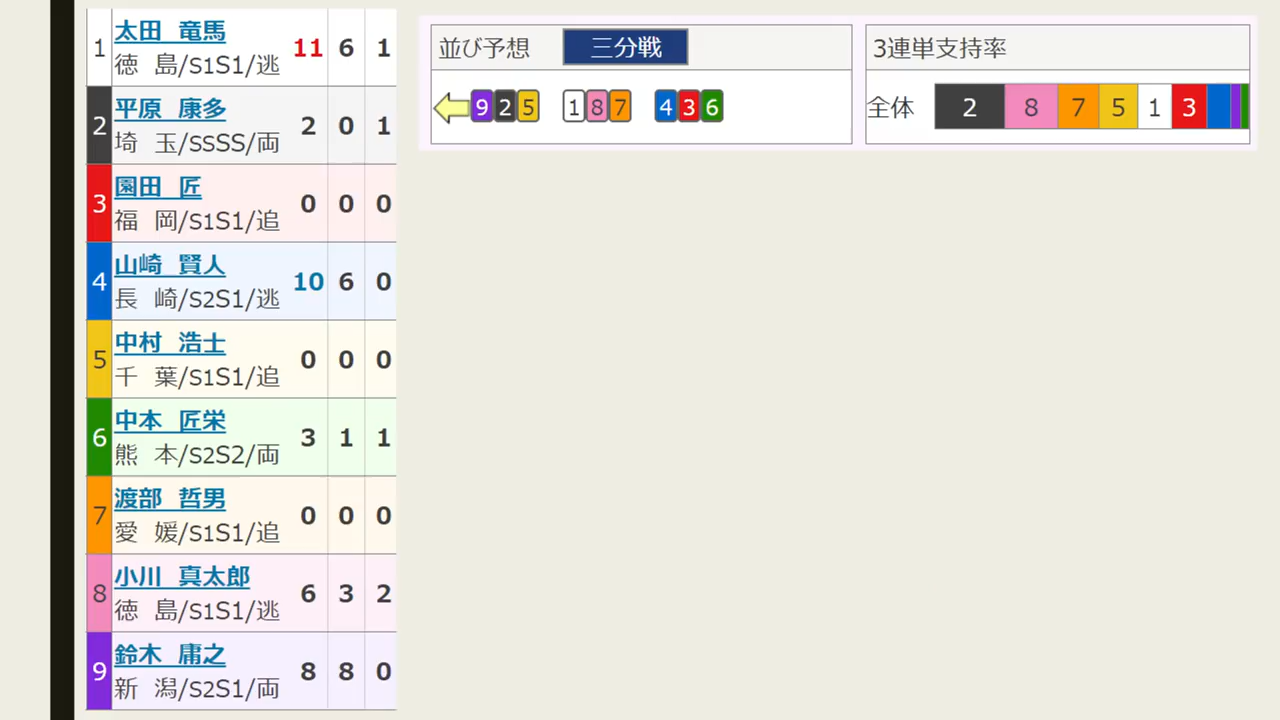 1 太田 竜馬 11 6 1
徳 島/S1S1/逃
2 平原 康多 2 0 1
埼 玉/SSSS/両
3 園田 匠 0 0 0
福 岡/S1S1/追
4 山崎 賢人 10 6 0
長 崎/S2S1/逃
5 中村 浩士 0 0 0
千 葉/S1S1/追
6 中本 匠栄 3 1 1
熊 本/S2S2/両
7 渡部 哲男 0 0 0
愛 媛/S1S1/追
8 小川 真太郎 6 3 2
徳 島/S1S1/逃
9 鈴木 庸之 8 8 0
新 潟/S2S1/両
並び予想 三分戦
9 2 5 1 8 7 4 3 6
3連単支持率
全体 2 8 7 5 1 3